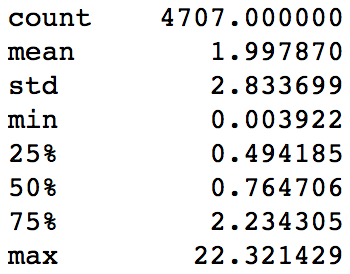 count 4707.000000
mean 1.997870
std 2.833699
min 0.003922
25% 0.494185
50% 0.764706
75% 2.234305
max 22.321429